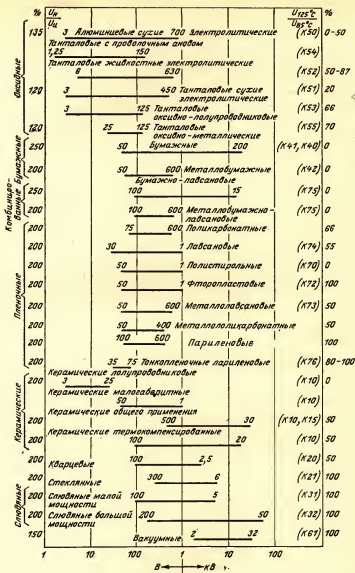 % Uн/Uц U125°C/U85°C %
Оксидные
135 3 Алюминиевые сухие 700 Электролитические (К50) 0-50
Танталовые с проволочным анодом
1,25 150 (К54)
Танталовые жидкостные электролитические
6 630 (К52) 50-87
120 3 450 Танталовые сухие электролитические (К51) 20
3 125 Танталовые оксидно-полупроводниковые (К53) 66
120 25 125 Танталовые оксидно-металлические (К55) 70
Бумажные
250 Бумажные 50 200 (К41, К40) 0
200 50 600 Металлобумажные (К42) 0
Комбинированные
Бумажно-лавсановые
250 100 15 (К75) 0
200 100 600 Металлобумажно-лавсановые (К75) 0
Пленочные
200 75 600 Поликарбонатные 66
200 30 1 Лавсановые (К74) 55
200 50 1 Полистирольные (К70) 0
200 50 1 Фторопластовые (К72) 100
200 50 600 Металлолавсановые (К73) 50
200 50 400 Металлополикарбонатные 50
200 100 600 Париленовые 100
200 35 75 Тонкопленочные париленовые (К76) 80-100
Керамические
Керамические полупроводниковые
200 3 25 (К10) 0
Керамические малогабаритные
50 1 (К10)
Керамические общего применения
200 500 30 (К10, К15) 50
Керамические термокомпенсированные
200 100 20 (К10) 50
200 Кварцевые 100 2,5 (К20) 50
200 Стеклянные 300 6 (К21) 100
Слюдяные
200 Слюдяные малой мощности 100 5 (К31) 100
200 Слюдяные большой мощности 200 50 (К32) 100
150 Вакуумные 2 32 (К61) 100
1 10 100 1 10 100
В кВ